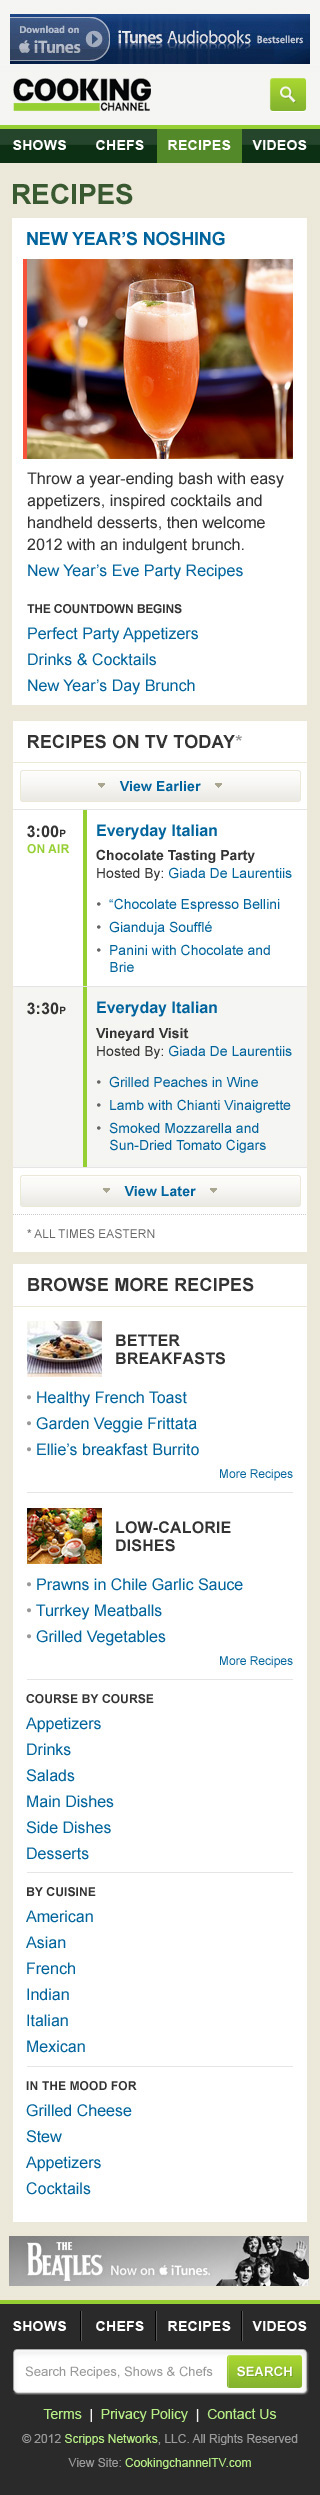 Download on iTunes
iTunes Audiobooks Bestsellers
COOKING
CHANNEL
SHOWS CHEFS RECIPES VIDEOS
RECIPES
NEW YEAR'S NOSHING
Throw a year-ending bash with easy
appetizers, inspired cocktails and
handheld desserts, then welcome
2012 with an indulgent brunch.
New Year's Eve Party Recipes
THE COUNTDOWN BEGINS
Perfect Party Appetizers
Drinks & Cocktails
New Year's Day Brunch
RECIPES ON TV TODAY*
View Earlier
3:00P
ON AIR
Everyday Italian
Chocolate Tasting Party
Hosted By: Giada De Laurentiis
• “Chocolate Espresso Bellini
• Gianduja Soufflé
• Panini with Chocolate and
Brie
3:30P
Everyday Italian
Vineyard Visit
Hosted By: Giada De Laurentiis
• Grilled Peaches in Wine
• Lamb with Chianti Vinaigrette
• Smoked Mozzarella and
Sun-Dried Tomato Cigars
View Later
* ALL TIMES EASTERN
BROWSE MORE RECIPES
BETTER
BREAKFASTS
• Healthy French Toast
• Garden Veggie Frittata
• Ellie's breakfast Burrito
More Recipes
LOW-CALORIE
DISHES
• Prawns in Chile Garlic Sauce
• Turrkey Meatballs
• Grilled Vegetables
More Recipes
COURSE BY COURSE
Appetizers
Drinks
Salads
Main Dishes
Side Dishes
Desserts
BY CUISINE
American
Asian
French
Indian
Italian
Mexican
IN THE MOOD FOR
Grilled Cheese
Stew
Appetizers
Cocktails
THE BEATLES Now on iTunes.
SHOWS CHEFS RECIPES VIDEOS
Search Recipes, Shows & Chefs SEARCH
Terms | Privacy Policy | Contact Us
© 2012 Scripps Networks, LLC. All Rights Reserved
View Site: CookingchannelTV.com